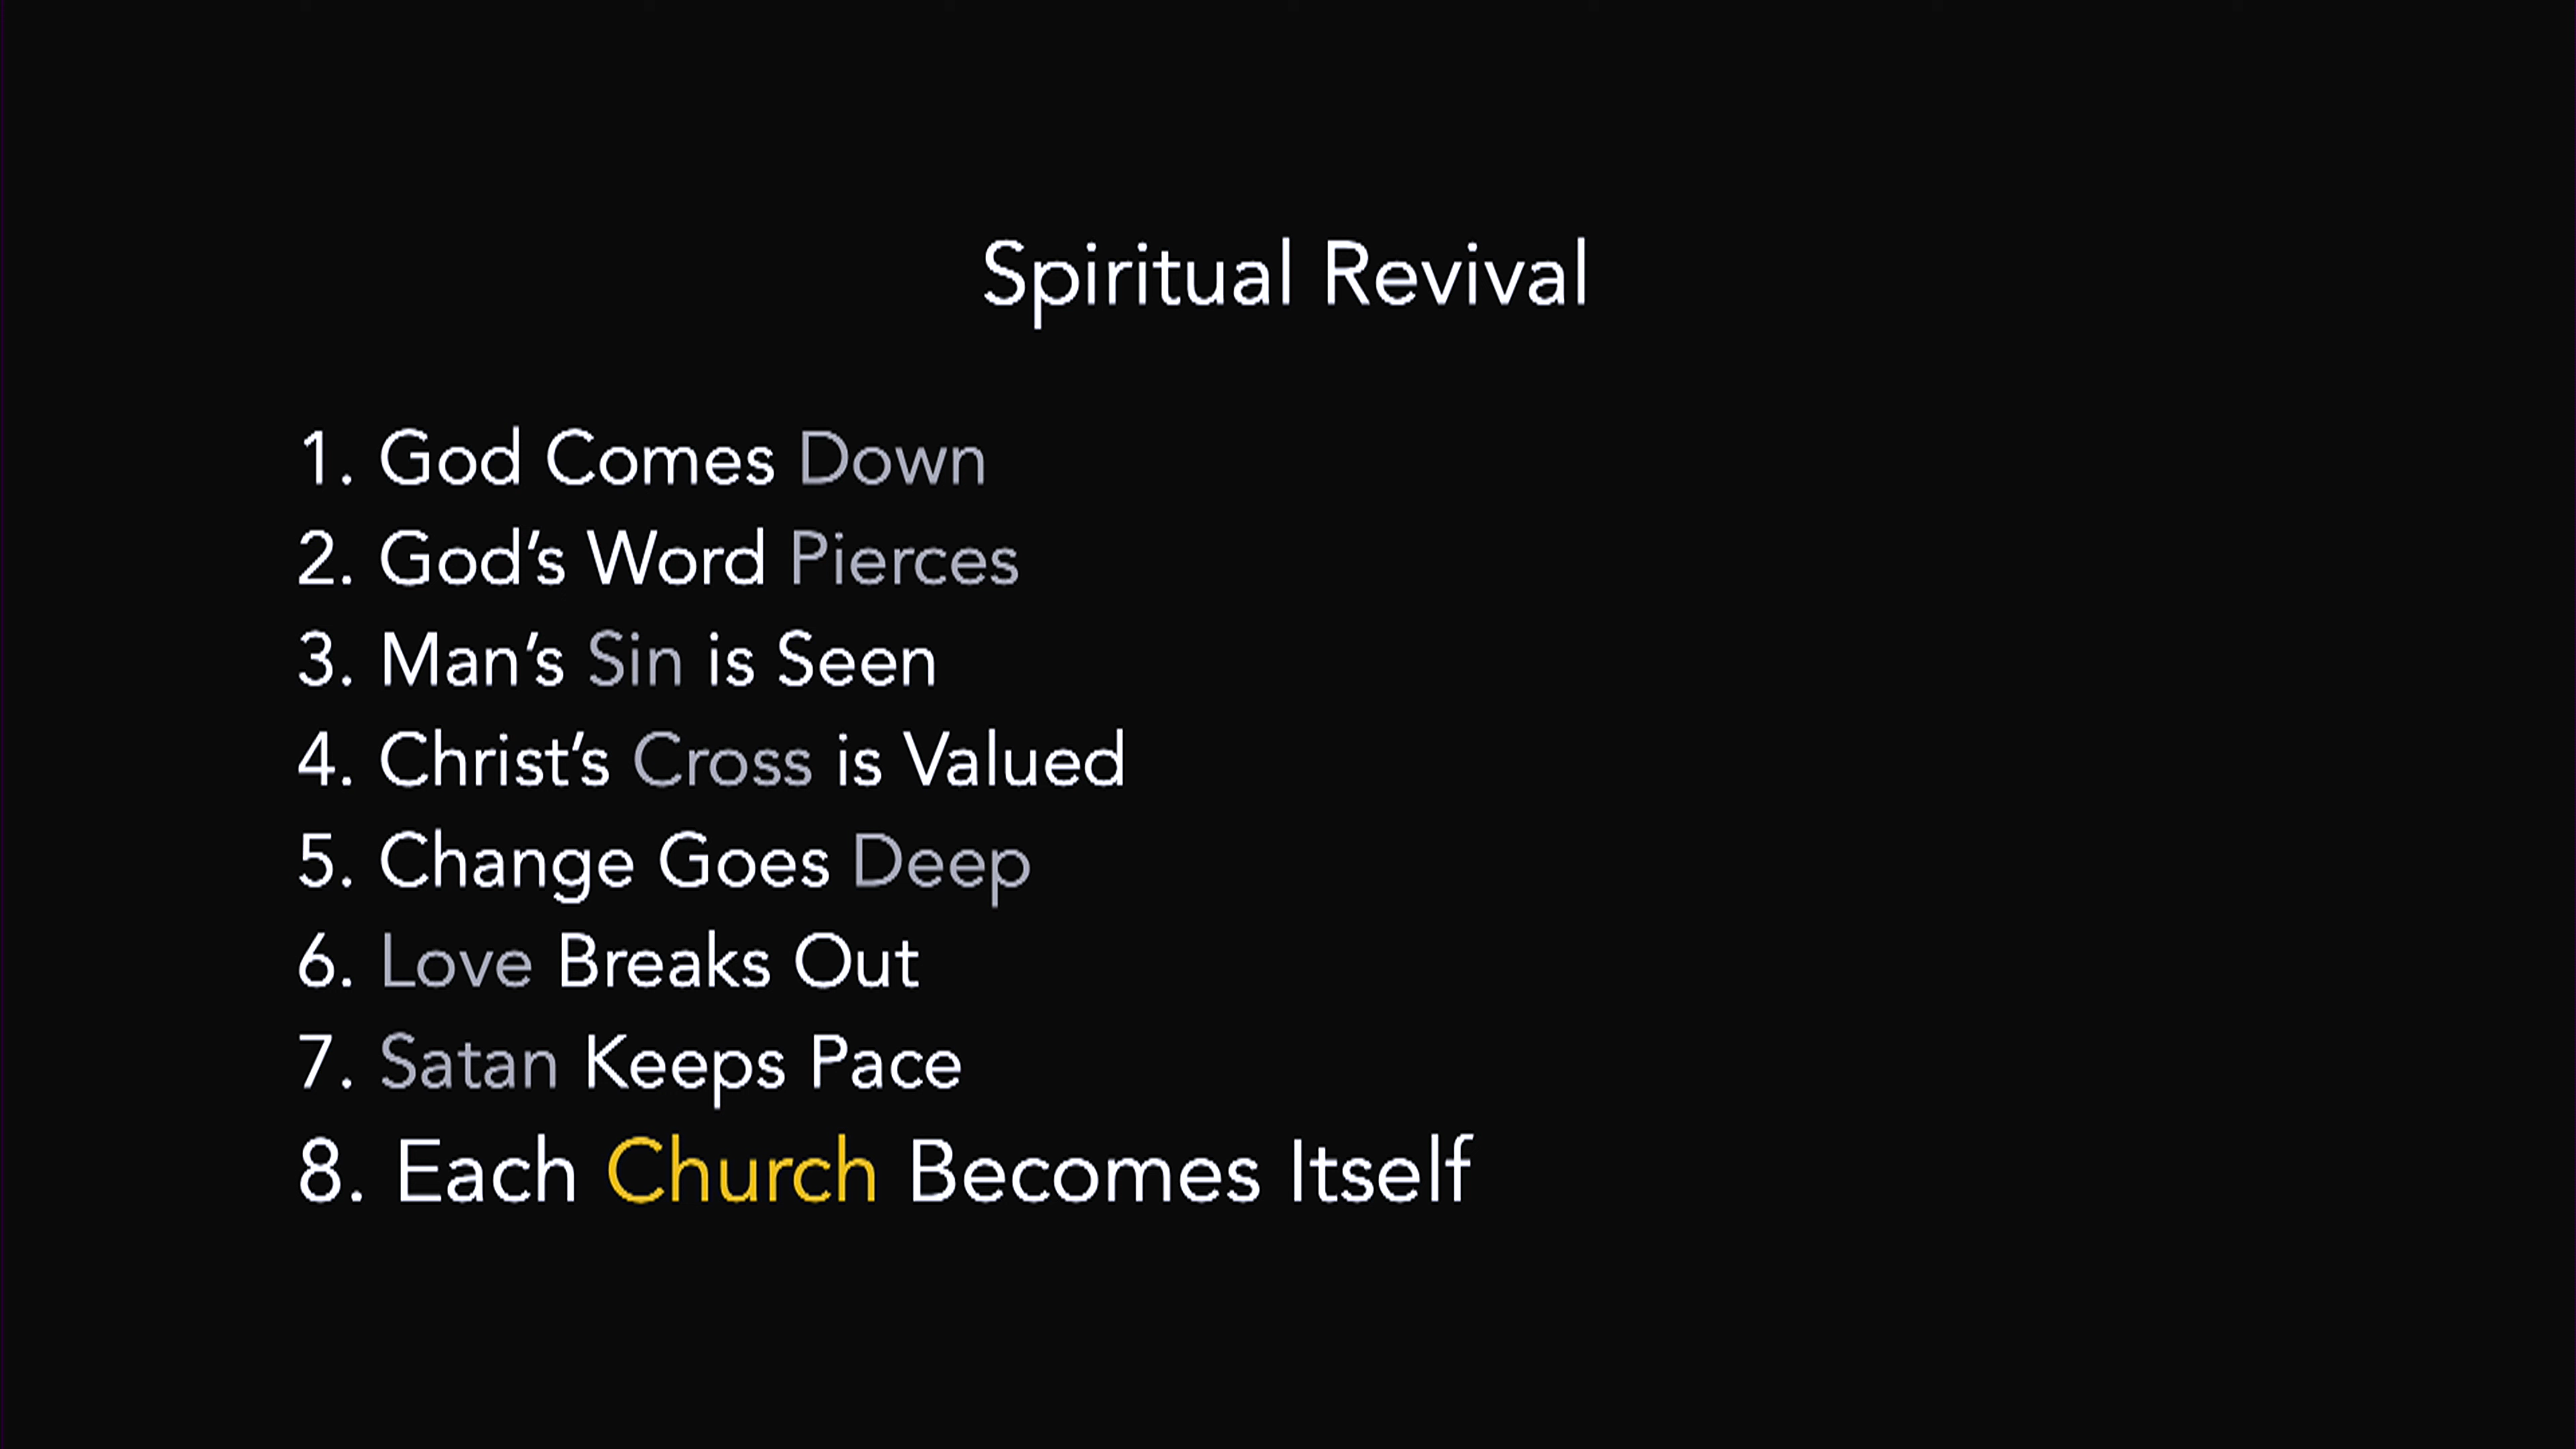 Spiritual Revival
1. God Comes Down
2. God’s Word Pierces
3. Man’s Sin is Seen
4. Christ’s Cross is Valued
5. Change Goes Deep
6. Love Breaks Out
7. Satan Keeps Pace
8. Each Church Becomes Itself